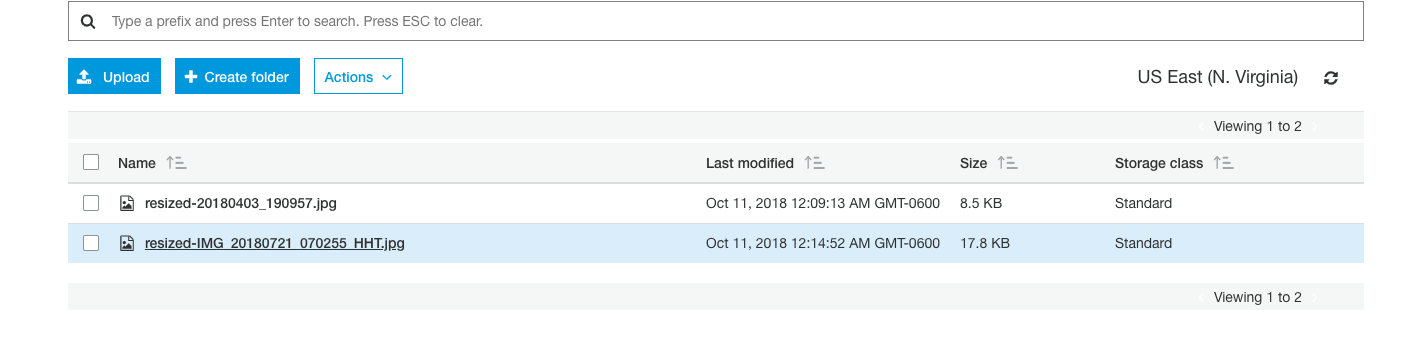 Type a prefix and press Enter to search. Press ESC to clear.
Upload Create folder Actions US East (N. Virginia)
Viewing 1 to 2
Name Last modified Size Storage class
resized-20180403_190957.jpg Oct 11, 2018 12:09:13 AM GMT-0600 8.5 KB Standard
resized-IMG_20180721_070255_HHT.jpg Oct 11, 2018 12:14:52 AM GMT-0600 17.8 KB Standard
Viewing 1 to 2